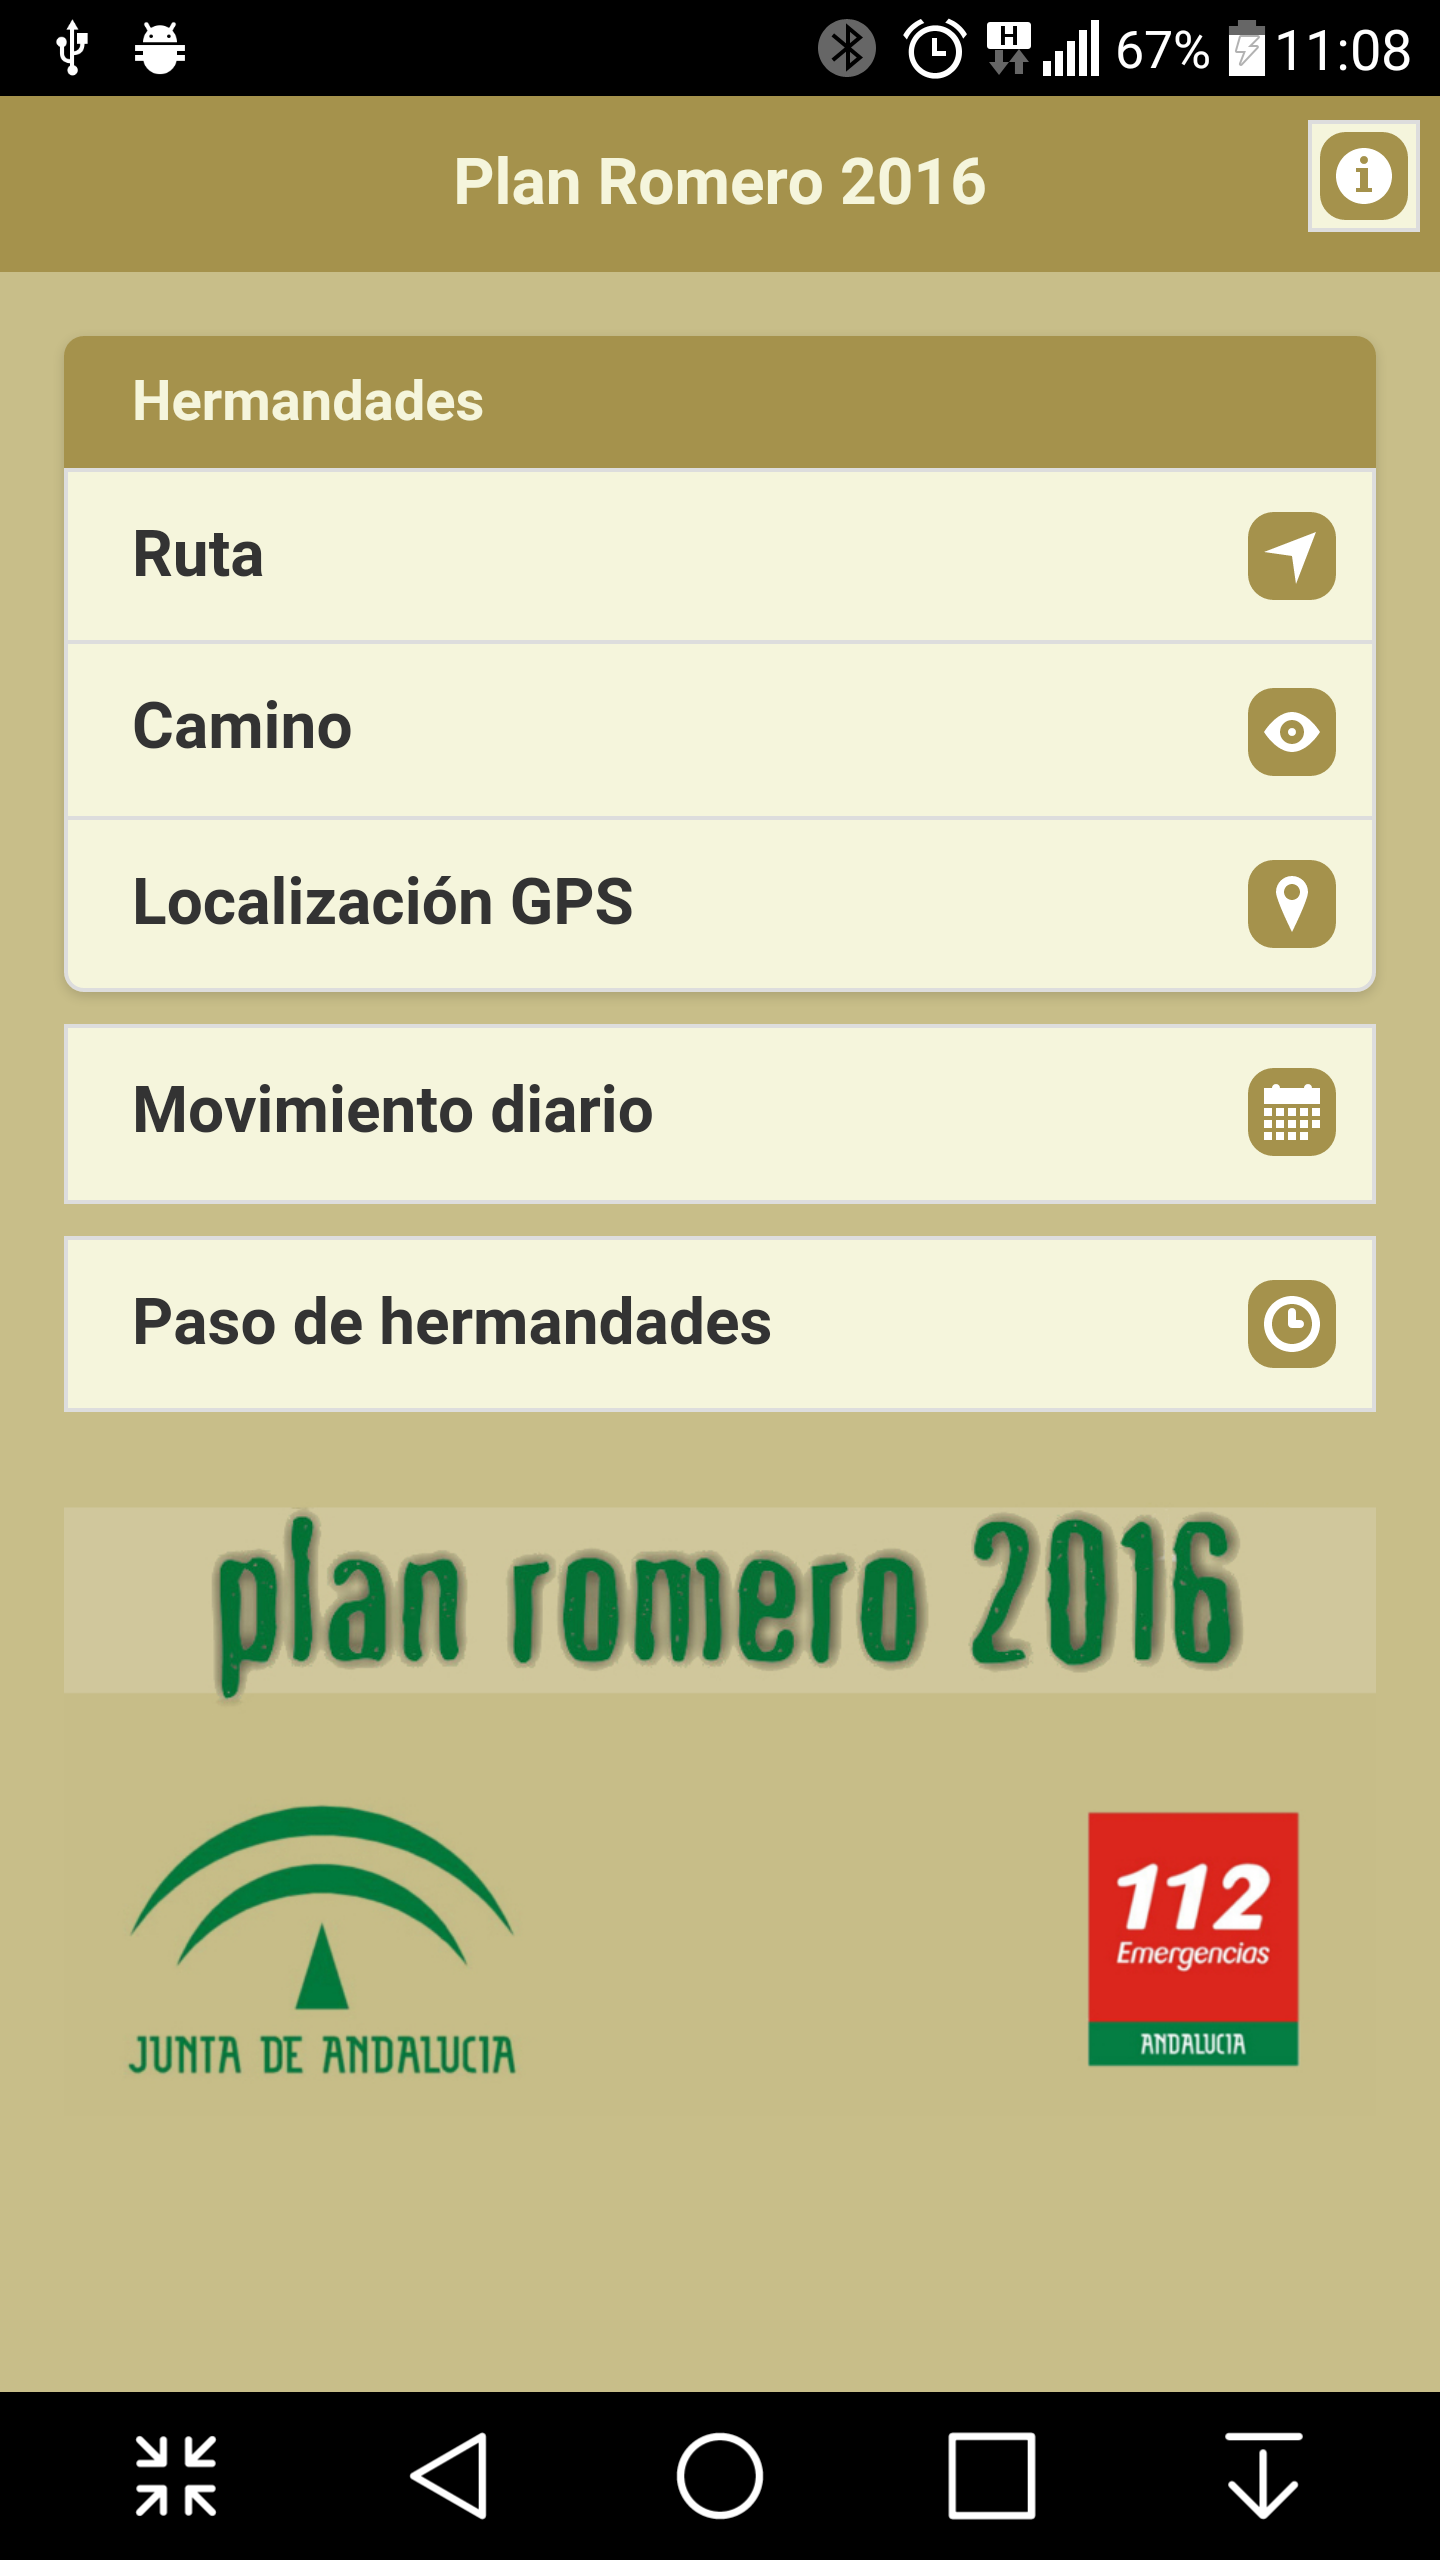 67% 11:08
Plan Romero 2016
Hermandades
Ruta
Camino
Localización GPS
Movimiento diario
Paso de hermandades
plan romero 2016
JUNTA DE ANDALUCIA
112
Emergencias
ANDALUCIA